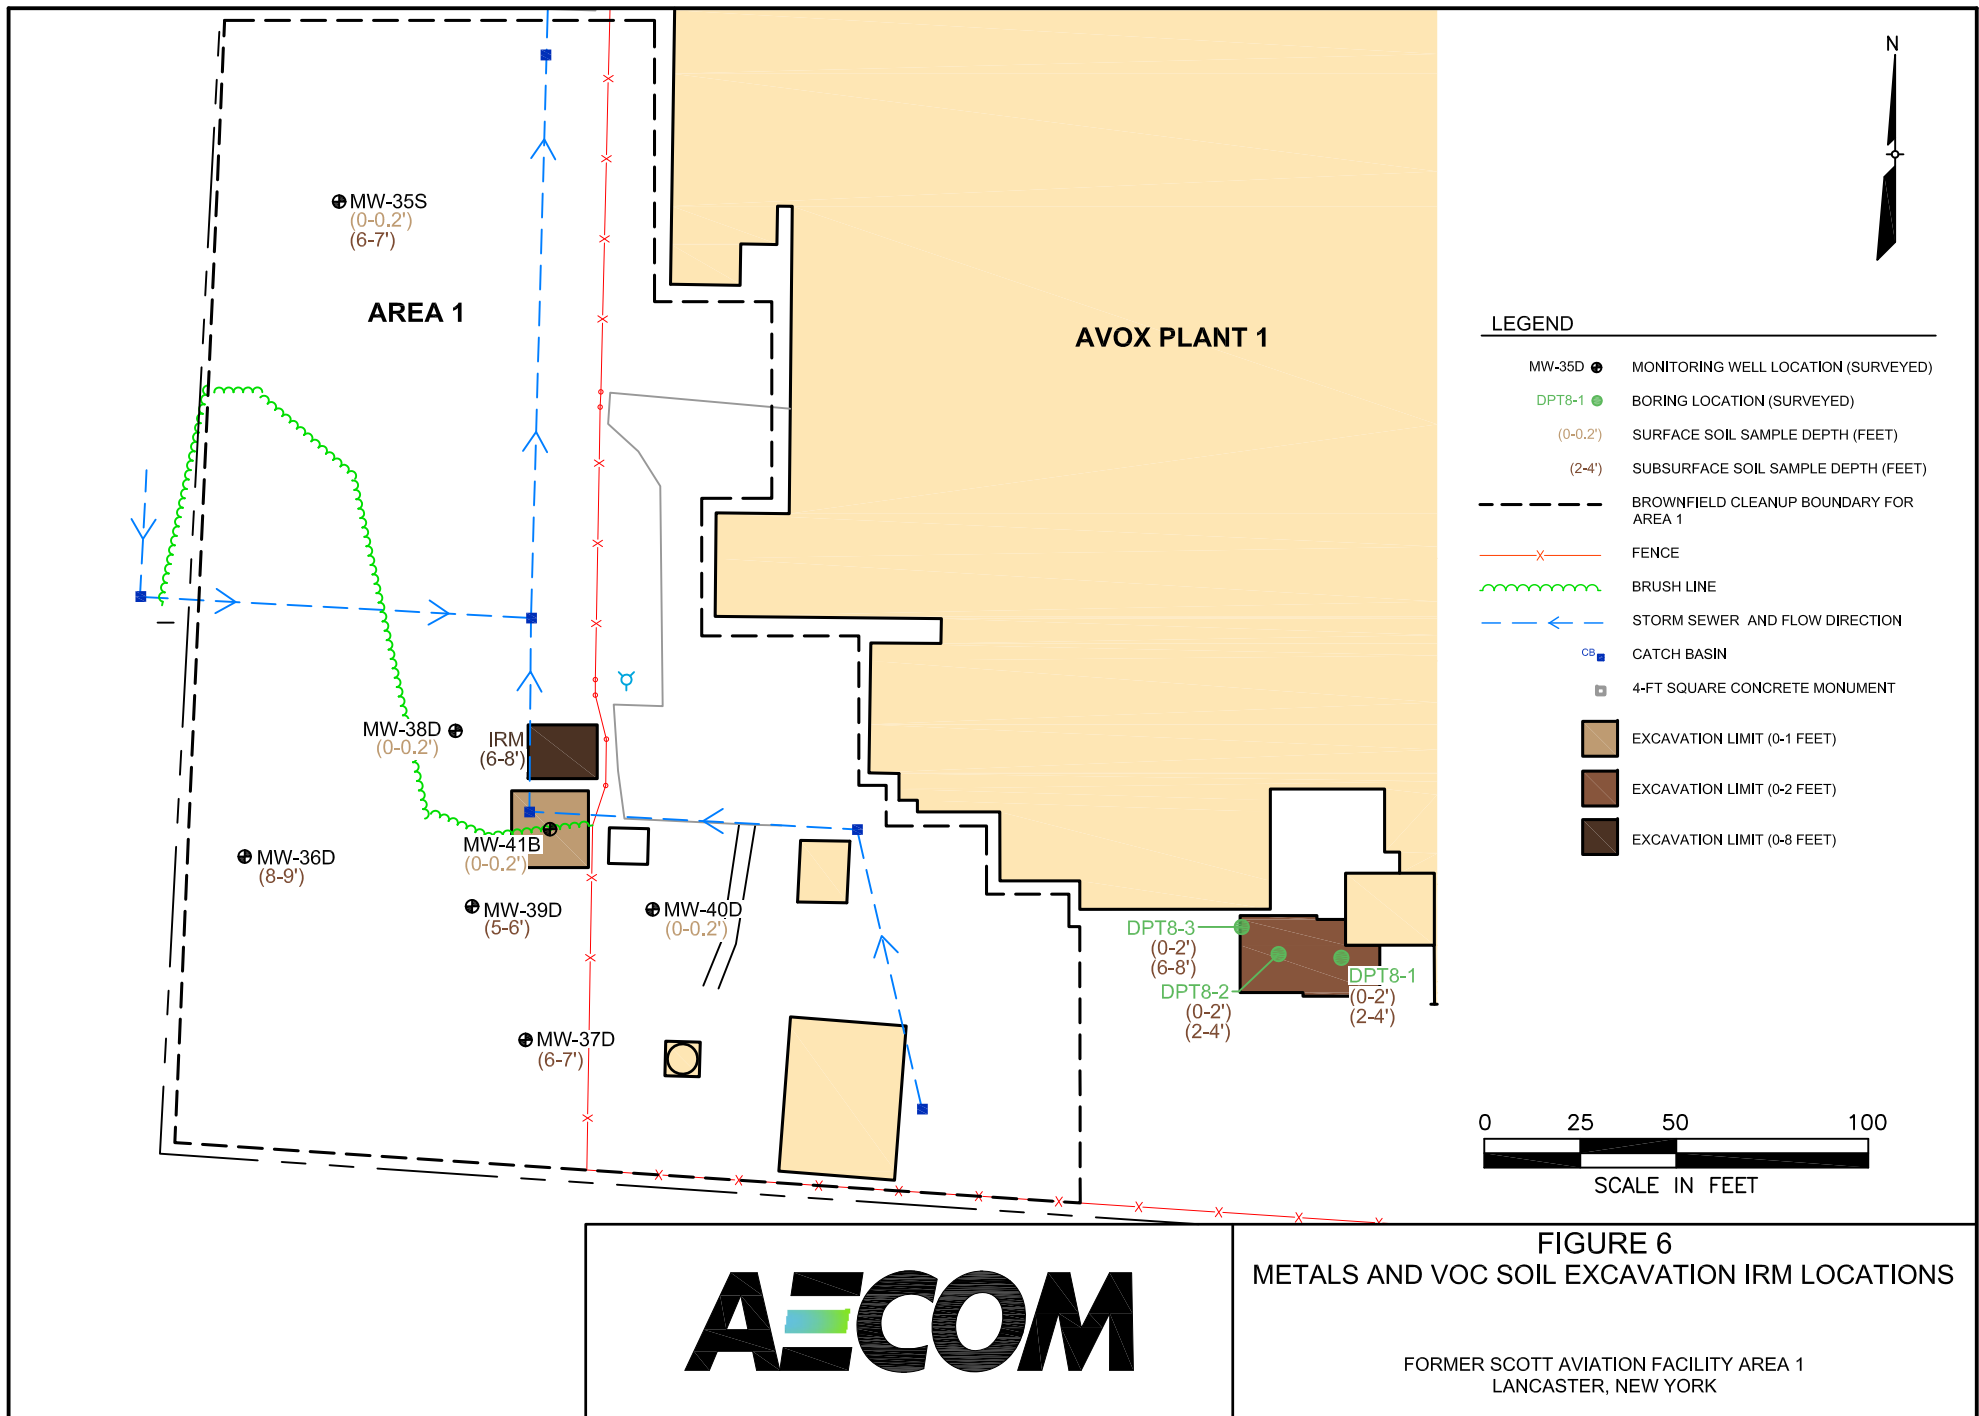 N
MW-35S
(0-0.2')
(6-7')
AREA 1
AVOX PLANT 1
LEGEND
MW-35D MONITORING WELL LOCATION (SURVEYED)
DPT8-1 BORING LOCATION (SURVEYED)
(0-0.2') SURFACE SOIL SAMPLE DEPTH (FEET)
(2-4') SUBSURFACE SOIL SAMPLE DEPTH (FEET)
BROWNFIELD CLEANUP BOUNDARY FOR
AREA 1
X FENCE
BRUSH LINE
STORM SEWER AND FLOW DIRECTION
CB CATCH BASIN
4-FT SQUARE CONCRETE MONUMENT
EXCAVATION LIMIT (0-1 FEET)
EXCAVATION LIMIT (0-2 FEET)
EXCAVATION LIMIT (0-8 FEET)
MW-38D
(0-0.2')
IRM
(6-8')
MW-41B
(0-0.2')
MW-36D
(8-9')
MW-39D
(5-6')
MW-40D
(0-0.2')
MW-37D
(6-7')
DPT8-3
(0-2')
(6-8')
DPT8-2
(0-2')
(2-4')
DPT8-1
(0-2')
(2-4')
0 25 50 100
SCALE IN FEET
AECOM
FIGURE 6
METALS AND VOC SOIL EXCAVATION IRM LOCATIONS
FORMER SCOTT AVIATION FACILITY AREA 1
LANCASTER, NEW YORK